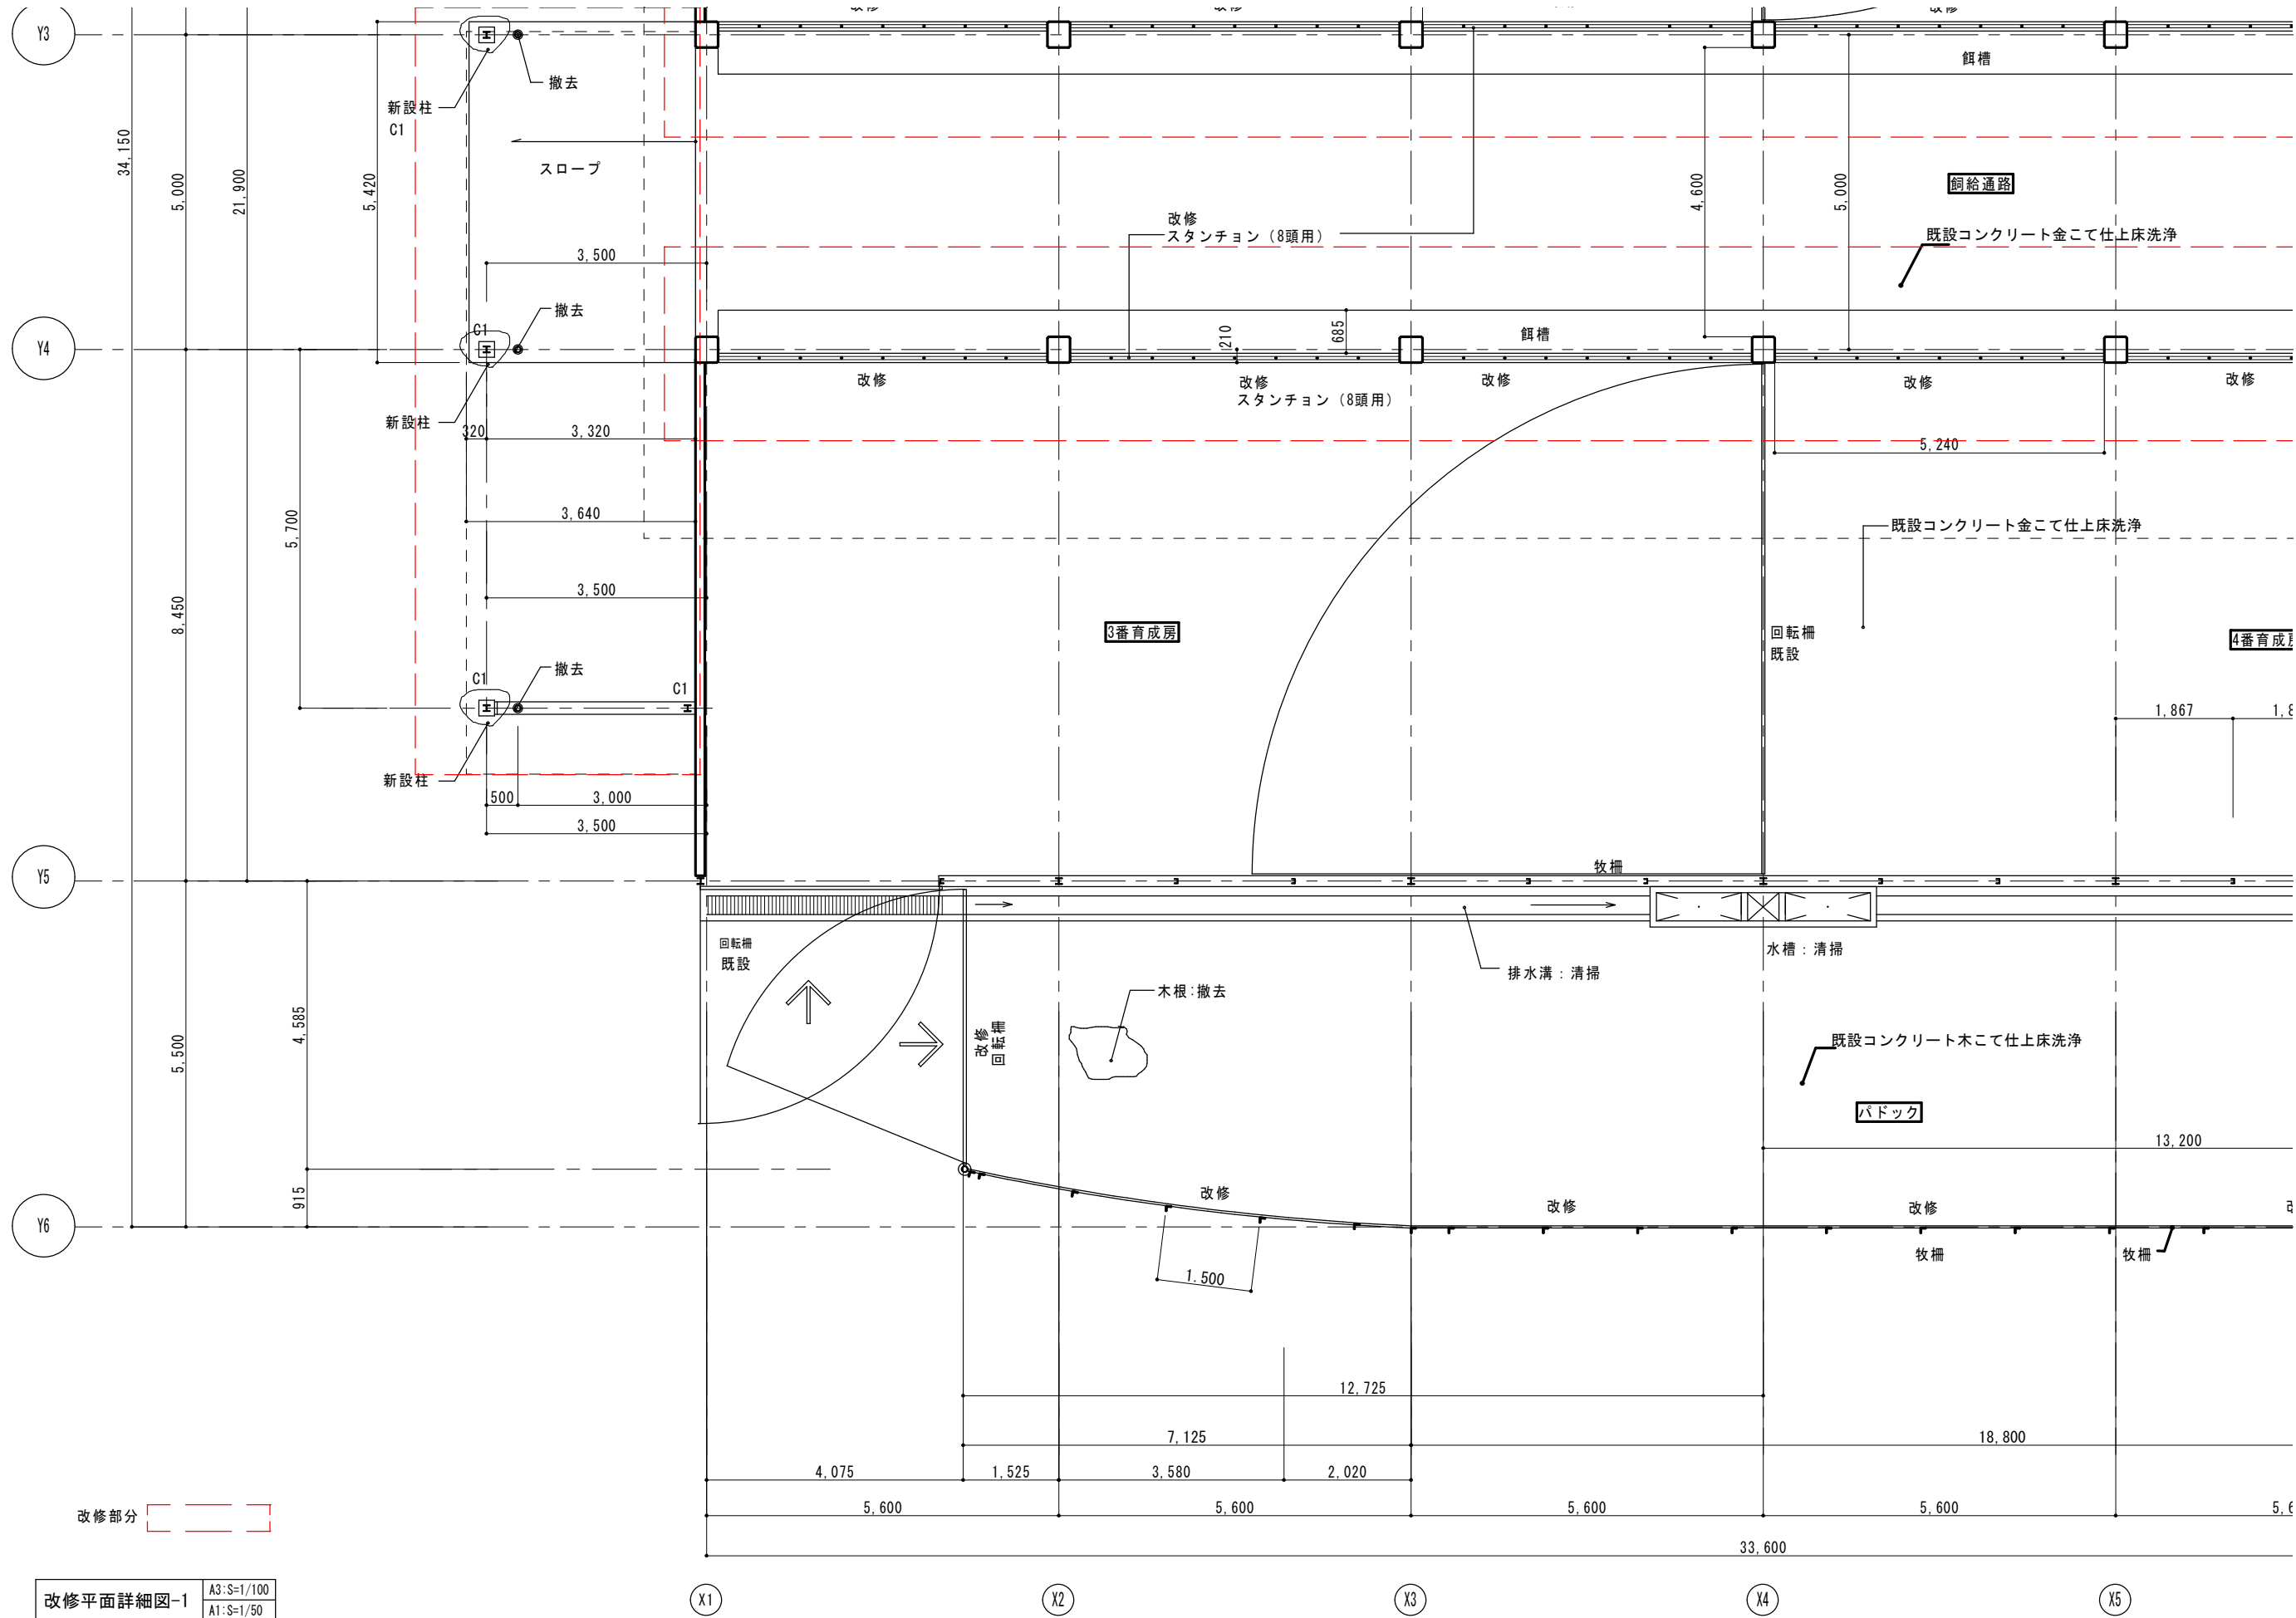 Y3
撤去
新設柱
C1
餌槽
34,150
5,000
21,900
5,420
スロープ
4,600
5,000
飼給通路
改修
スタンチョン（8頭用）
既設コンクリート金こて仕上床洗浄
3,500
撤去
C1
Y4
210
685
餌槽
改修
改修
スタンチョン（8頭用）
改修
改修
改修
新設柱
320
3,320
5,240
3,640
5,700
既設コンクリート金こて仕上床洗浄
3,500
8,450
3番育成房
回転柵
既設
4番育成
撤去
C1
C1
1,867
新設柱
500
3,000
3,500
牧柵
Y5
回転柵
既設
水槽：清掃
排水溝：清掃
木根:撤去
4,585
5,500
改修
回転柵
既設コンクリート木こて仕上床洗浄
パドック
13,200
915
改修
改修
改修
Y6
牧柵
牧柵
1.500
12,725
7,125
18,800
4,075
1,525
3,580
2,020
5,600
5,600
5,600
5,600
改修部分
33,600
改修平面詳細図-1
A3:S=1/100
A1:S=1/50
X1
X2
X3
X4
X5